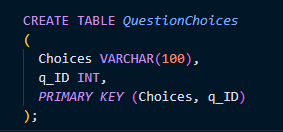 CREATE TABLE QuestionChoices
(
  Choices VARCHAR(100),
  q_ID INT,
  PRIMARY KEY (Choices, q_ID)
);